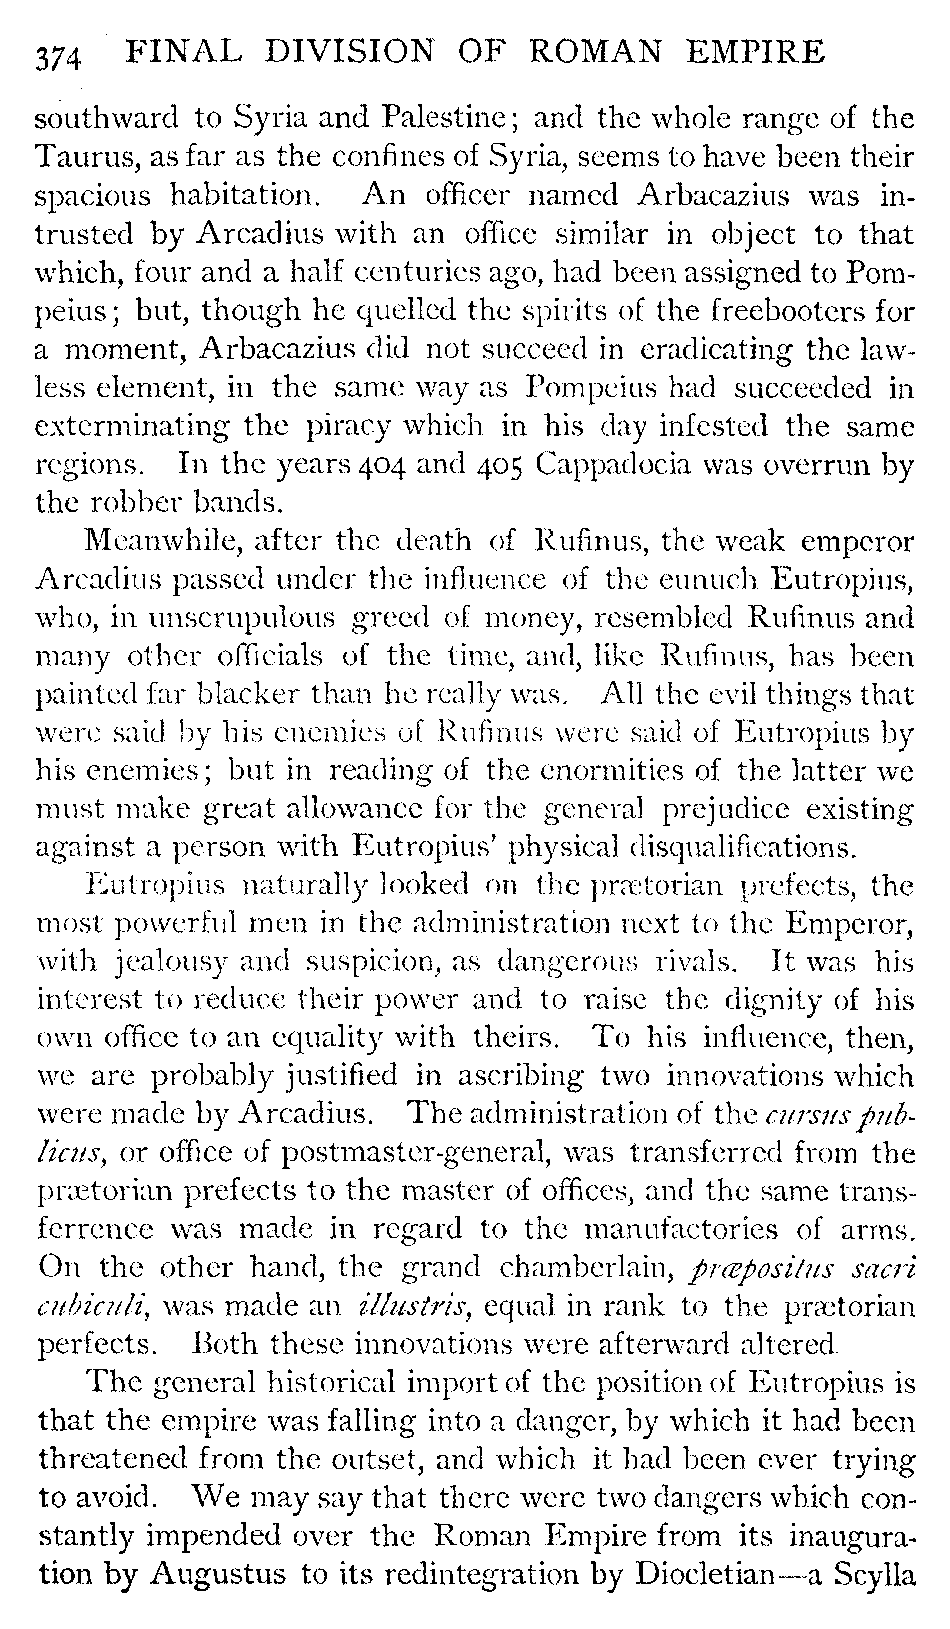 374 FINAL DIVISION OF ROMAN EMPIRE
southward to Syria and Palestine; and the whole range of the
Taurus, as far as the confines of Syria, seems to have been their
spacious habitation. An officer named Arbacazius was in-
trusted by Arcadius with an office similar in object to that
which, four and a half centuries ago, had been assigned to Pom-
peius; but, though he quelled the spirits of the freebooters for
a moment, Arbacazius did not succeed in eradicating the law-
less element, in the same way as Pompeius had succeeded in
exterminating the piracy which in his day infested the same
regions. In the years 404 and 405 Cappadocia was overrun by
the robber bands.
Meanwhile, after the death of Rufinus, the weak emperor
Arcadius passed under the influence of the eunuch Eutropius,
who, in unscrupulous greed of money, resembled Rufinus and
many other officials of the time, and, like Rufinus, has been
painted far blacker than he really was. All the evil things that
were said by his enemies of Rufinus were said of Eutropius by
his enemies; but in reading of the enormities of the latter we
must make great allowance for the general prejudice existing
against a person with Eutropius' physical disqualifications.
Eutropius naturally looked on the prætorian prefects, the
most powerful men in the administration next to the Emperor,
with jealousy and suspicion, as dangerous rivals. It was his
interest to reduce their power and to raise the dignity of his
own office to an equality with theirs. To his influence, then,
we are probably justified in ascribing two innovations which
were made by Arcadius. The administration of the cursus pub-
licus, or office of postmaster-general, was transferred from the
prætorian prefects to the master of offices, and the same trans-
ferrence was made in regard to the manufactories of arms.
On the other hand, the grand chamberlain, præpositus sacri
cubiculi, was made an illustris, equal in rank to the prætorian
perfects. Both these innovations were afterward altered.
The general historical import of the position of Eutropius is
that the empire was falling into a danger, by which it had been
threatened from the outset, and which it had been ever trying
to avoid. We may say that there were two dangers which con-
stantly impended over the Roman Empire from its inaugura-
tion by Augustus to its redintegration by Diocletian—a Scylla